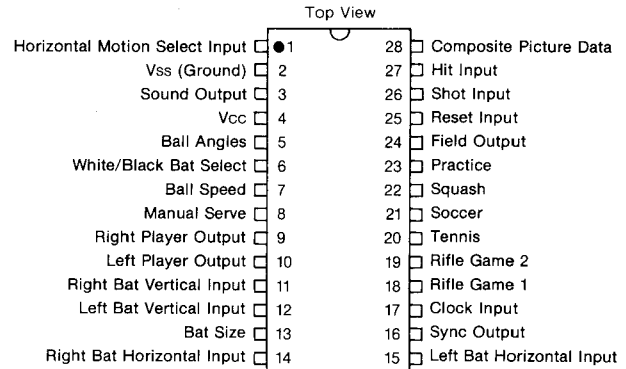 Top View
Horizontal Motion Select Input 1 28 Composite Picture Data
Vss (Ground) 2 27 Hit Input
Sound Output 3 26 Shot Input
Vcc 4 25 Reset Input
Ball Angles 5 24 Field Output
White/Black Bat Select 6 23 Practice
Ball Speed 7 22 Squash
Manual Serve 8 21 Soccer
Right Player Output 9 20 Tennis
Left Player Output 10 19 Rifle Game 2
Right Bat Vertical Input 11 18 Rifle Game 1
Left Bat Vertical Input 12 17 Clock Input
Bat Size 13 16 Sync Output
Right Bat Horizontal Input 14 15 Left Bat Horizontal Input